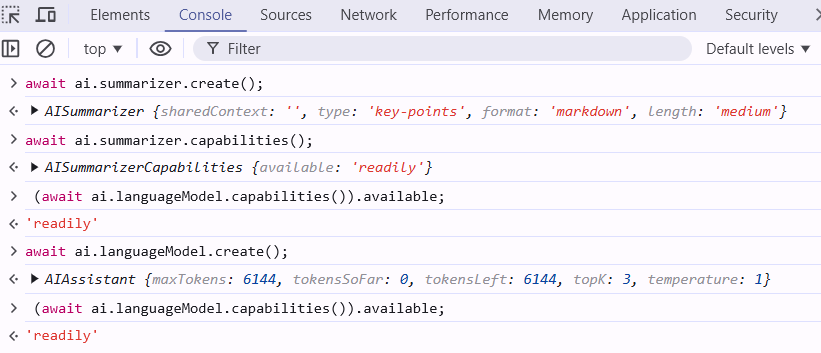 Elements Console Sources Network Performance Memory Application Security
top Filter Default levels
await ai.summarizer.create();
AISummarizer {sharedContext: '', type: 'key-points', format: 'markdown', length: 'medium'}
await ai.summarizer.capabilities();
AISummarizerCapabilities {available: 'readily'}
(await ai.languageModel.capabilities()).available;
'readily'
await ai.languageModel.create();
AIAssistant {maxTokens: 6144, tokensSoFar: 0, tokensLeft: 6144, topK: 3, temperature: 1}
(await ai.languageModel.capabilities()).available;
'readily'